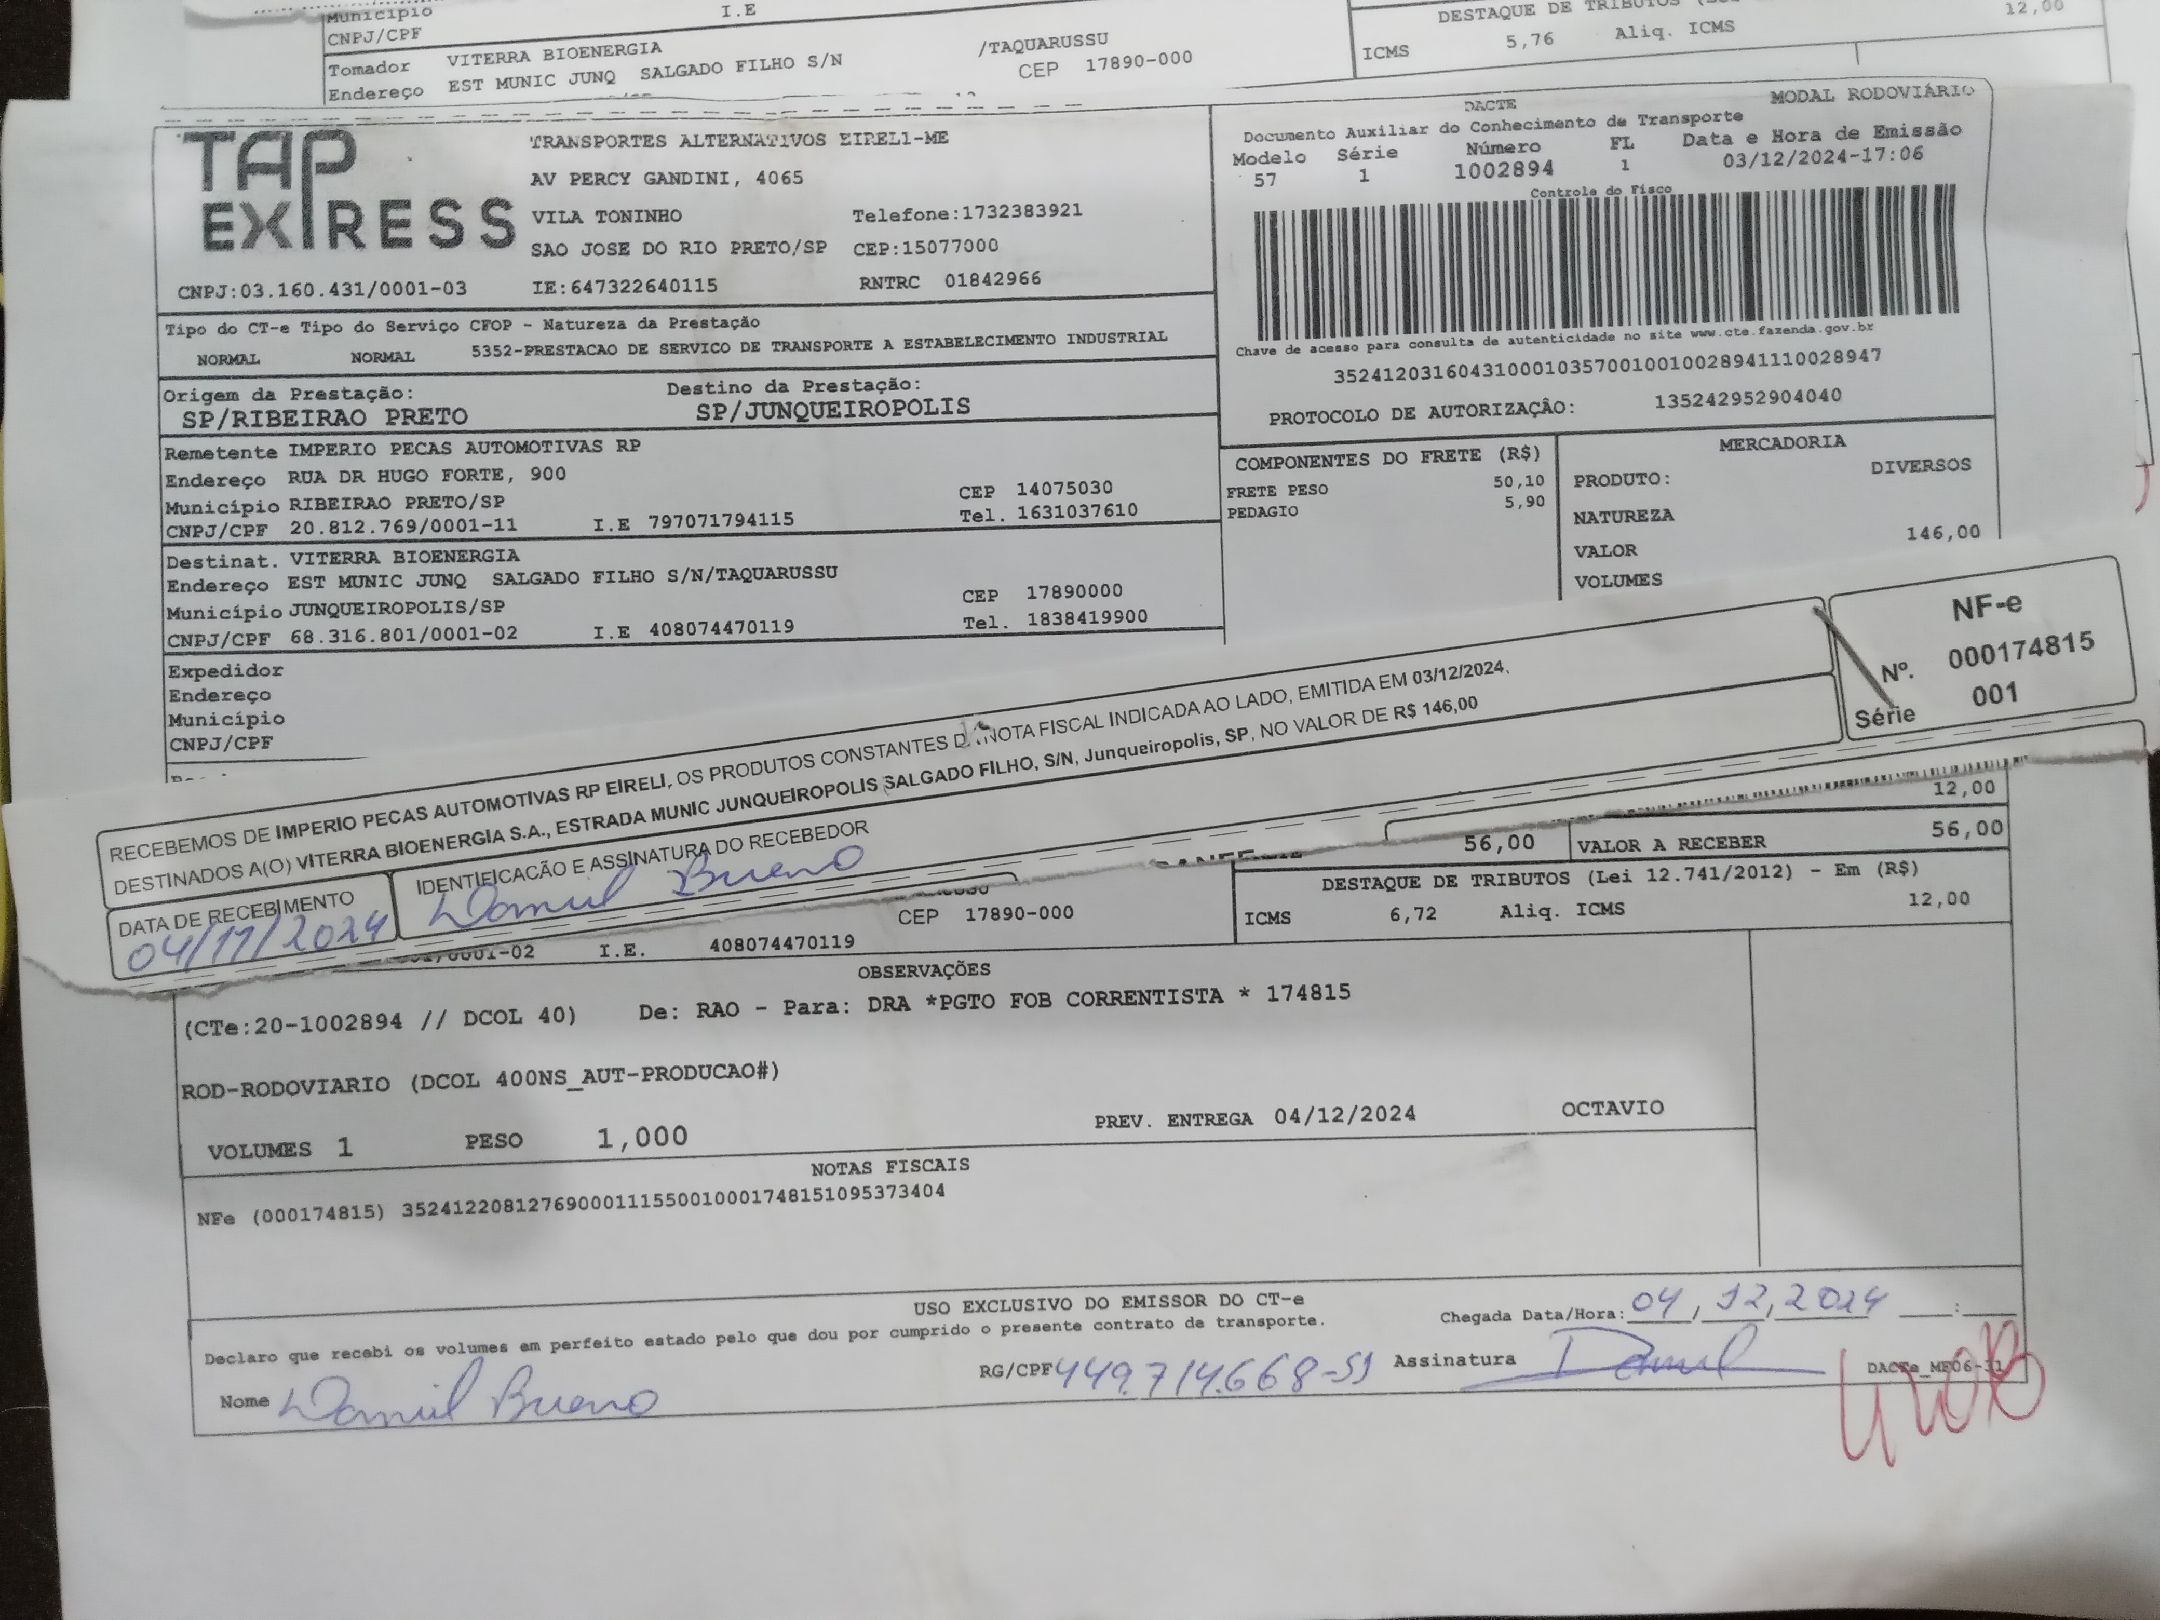 Município I.E
CNPJ/CPF
Tomador VITERRA BIOENERGIA /TAQUARUSSU
Endereço EST MUNIC JUNQ SALGADO FILHO S/N CEP 17890-000
DESTAQUE DE TRIBUTOS 12,00
ICMS 5,76 Aliq. ICMS
TAP EXPRESS
TRANSPORTES ALTERNATIVOS EIRELI-ME
AV PERCY GANDINI, 4065
VILA TONINHO Telefone:1732383921
SAO JOSE DO RIO PRETO/SP CEP:15077000
CNPJ:03.160.431/0001-03 IE:647322640115 RNTRC 01842966
DACTE MODAL RODOVIÁRIO
Documento Auxiliar do Conhecimento de Transporte
Modelo Série Número FL Data e Hora de Emissão
57 1 1002894 1 03/12/2024-17:06
Controle do Fisco
Chave de acesso para consulta de autenticidade no site www.cte.fazenda.gov.br
35241203160431000103570010010028941110028947
PROTOCOLO DE AUTORIZAÇÃO: 135242952904040
Tipo do CT-e Tipo do Serviço CFOP - Natureza da Prestação
NORMAL NORMAL 5352-PRESTACAO DE SERVICO DE TRANSPORTE A ESTABELECIMENTO INDUSTRIAL
Origem da Prestação: Destino da Prestação:
SP/RIBEIRAO PRETO SP/JUNQUEIROPOLIS
Remetente IMPERIO PECAS AUTOMOTIVAS RP
Endereço RUA DR HUGO FORTE, 900
Município RIBEIRAO PRETO/SP CEP 14075030
CNPJ/CPF 20.812.769/0001-11 I.E 797071794115 Tel. 1631037610
Destinat. VITERRA BIOENERGIA
Endereço EST MUNIC JUNQ SALGADO FILHO S/N/TAQUARUSSU
Município JUNQUEIROPOLIS/SP CEP 17890000
CNPJ/CPF 68.316.801/0001-02 I.E 408074470119 Tel. 1838419900
Expedidor
Endereço
Município
CNPJ/CPF
COMPONENTES DO FRETE (R$)
FRETE PESO 50,10
PEDAGIO 5,90
MERCADORIA
PRODUTO: DIVERSOS
NATUREZA
VALOR 146,00
VOLUMES
NF-e
Nº. 000174815
Série 001
RECEBEMOS DE IMPERIO PECAS AUTOMOTIVAS RP EIRELI, OS PRODUTOS CONSTANTES DA NOTA FISCAL INDICADA AO LADO, EMITIDA EM 03/12/2024,
DESTINADOS A(O) VITERRA BIOENERGIA S.A., ESTRADA MUNIC JUNQUEIROPOLIS SALGADO FILHO, S/N, Junqueiropolis, SP, NO VALOR DE R$ 146,00
DATA DE RECEBIMENTO IDENTIFICAÇÃO E ASSINATURA DO RECEBEDOR
04/11/2024 Daniel Bueno
12,00
56,00 VALOR A RECEBER 56,00
DESTAQUE DE TRIBUTOS (Lei 12.741/2012) - Em (R$)
ICMS 6,72 Aliq. ICMS 12,00
CEP 17890-000
/0001-02 I.E. 408074470119
OBSERVAÇÕES
(CTe:20-1002894 // DCOL 40) De: RAO - Para: DRA *PGTO FOB CORRENTISTA * 174815
ROD-RODOVIARIO (DCOL 400NS_AUT-PRODUCAO#)
VOLUMES 1 PESO 1,000 PREV. ENTREGA 04/12/2024 OCTAVIO
NOTAS FISCAIS
NFe (000174815) 35241220812769000111550010001748151095373404
USO EXCLUSIVO DO EMISSOR DO CT-e
Declaro que recebi os volumes em perfeito estado pelo que dou por cumprido o presente contrato de transporte.
Chegada Data/Hora: 04/12/2024
Nome Daniel Bueno RG/CPF 449.714.668-51 Assinatura Daniel